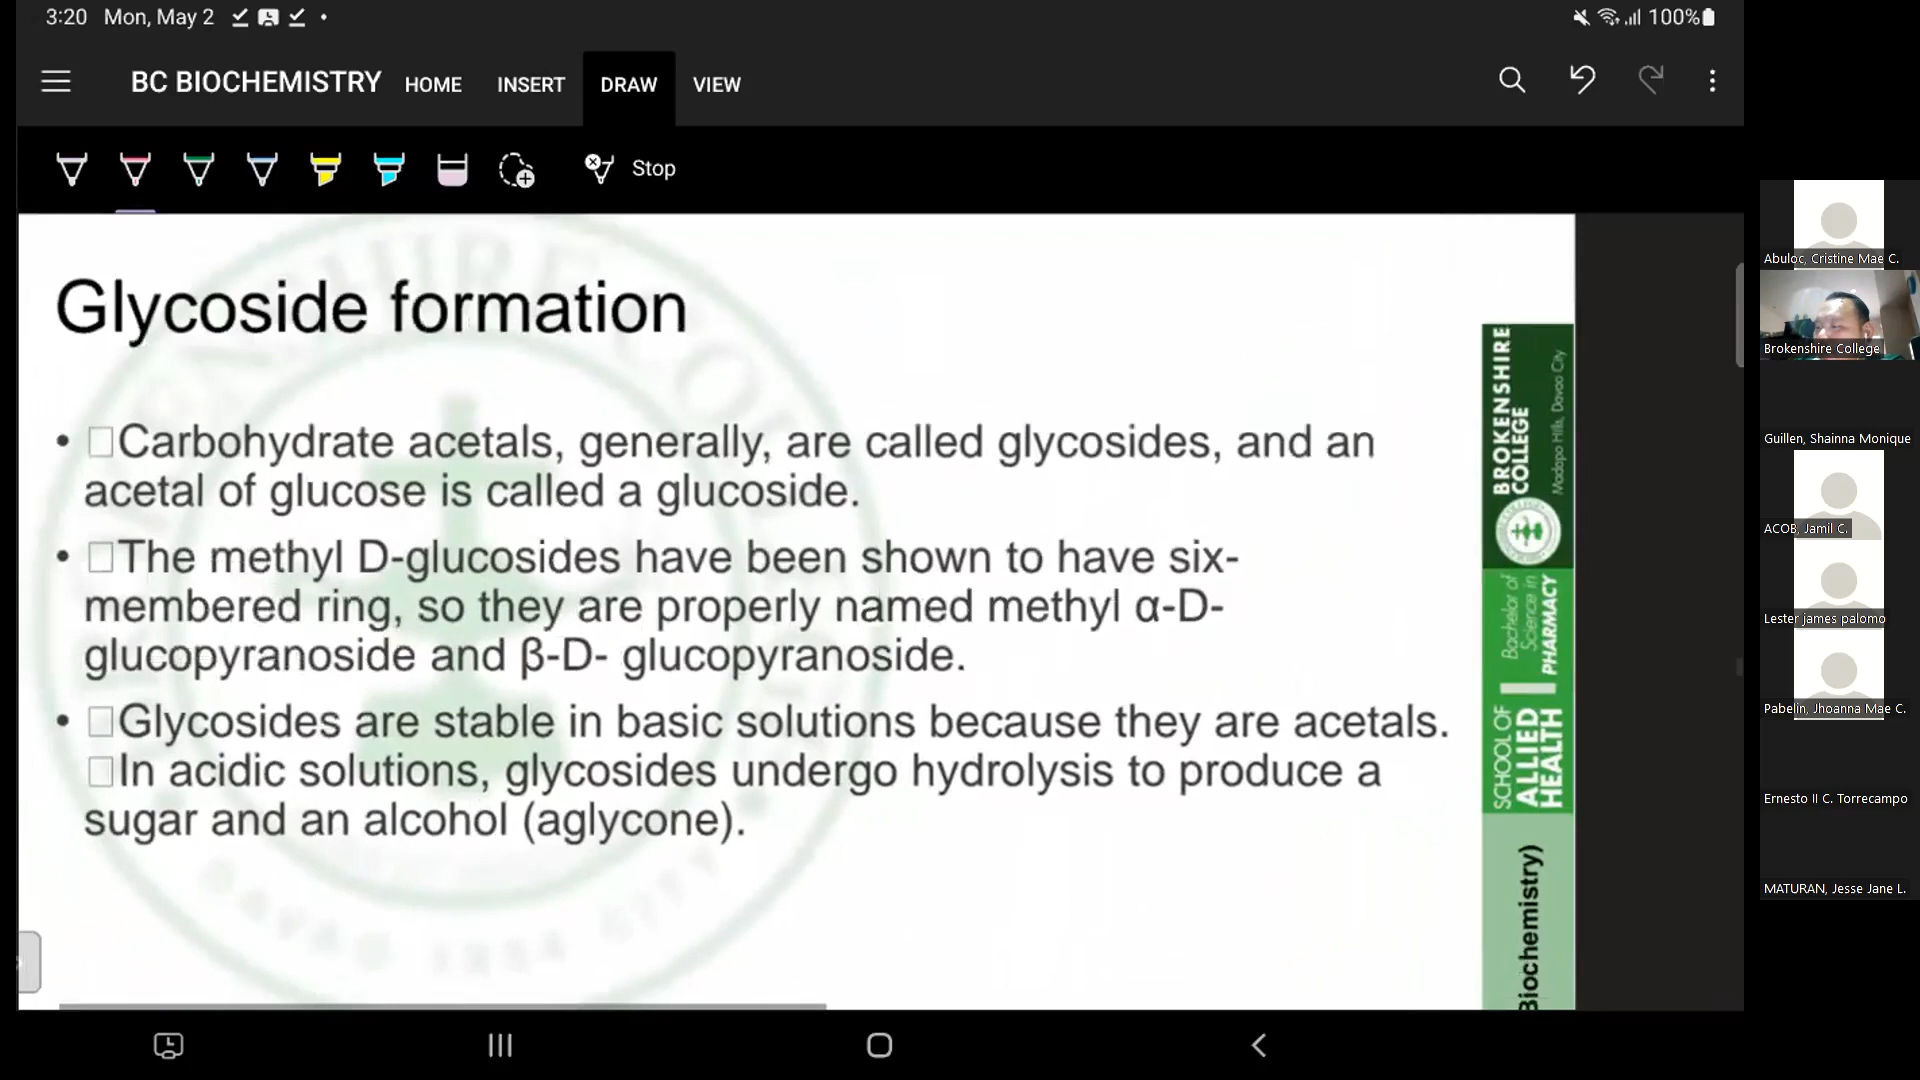 3:20 Mon, May 2
100%
BC BIOCHEMISTRY HOME INSERT DRAW VIEW
Stop
Glycoside formation
• □Carbohydrate acetals, generally, are called glycosides, and an
acetal of glucose is called a glucoside.
• □The methyl D-glucosides have been shown to have six-
membered ring, so they are properly named methyl α-D-
glucopyranoside and β-D- glucopyranoside.
• □Glycosides are stable in basic solutions because they are acetals.
□In acidic solutions, glycosides undergo hydrolysis to produce a
sugar and an alcohol (aglycone).
BROKENSHIRE
COLLEGE
Madapo Hills, Davao City
Bachelor of
Science in
PHARMACY
SCHOOL OF
ALLIED
HEALTH
Biochemistry)
DAVAO 1954 CITY
Abuloc, Cristine Mae C.
Brokenshire College
Guillen, Shainna Monique
ACOB, Jamil C.
Lester james palomo
Pabelin, Jhoanna Mae C.
Ernesto II C. Torrecampo
MATURAN, Jesse Jane L.